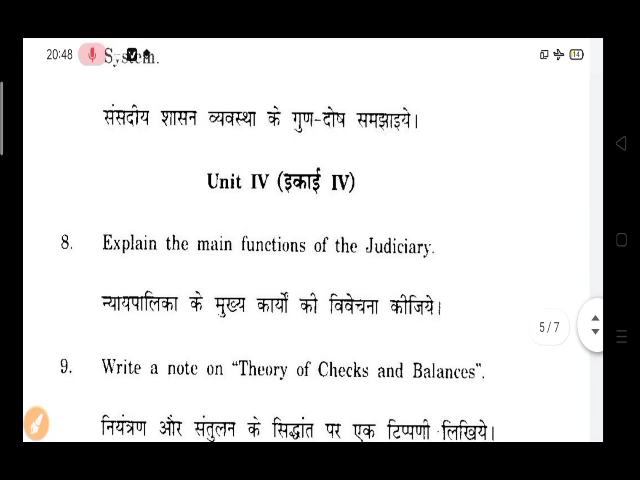 20:48
System.
14
संसदीय शासन व्यवस्था के गुण-दोष समझाइये।
Unit IV (इकाई IV)
8. Explain the main functions of the Judiciary.
न्यायपालिका के मुख्य कार्यों की विवेचना कीजिये।
5/7
9. Write a note on “Theory of Checks and Balances”.
नियंत्रण और संतुलन के सिद्धांत पर एक टिप्पणी लिखिये।